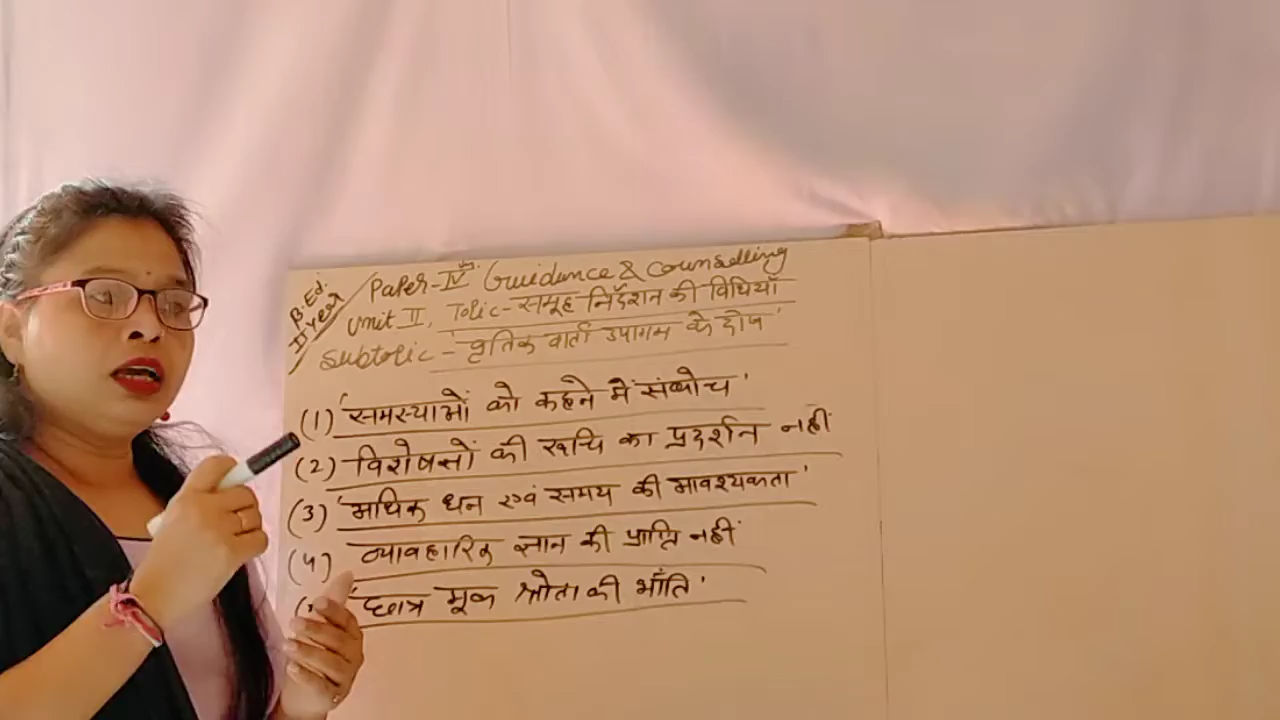 B.Ed.
II year
Paper-IVth Guidance & Counselling
Unit II, Topic-समूह निर्देशन की विधियाँ
Subtopic - 'वृतिक वार्ता उपागम के दोष'
(1) 'समस्याओं को कहने में संकोच'
(2) विशेषज्ञों की रूचि का प्रदर्शन नहीं
(3) 'अधिक धन एवं समय की आवश्यकता'
(4) व्यावहारिक ज्ञान की प्राप्ति नहीं
'छात्र मूक श्रोता की भाँति'